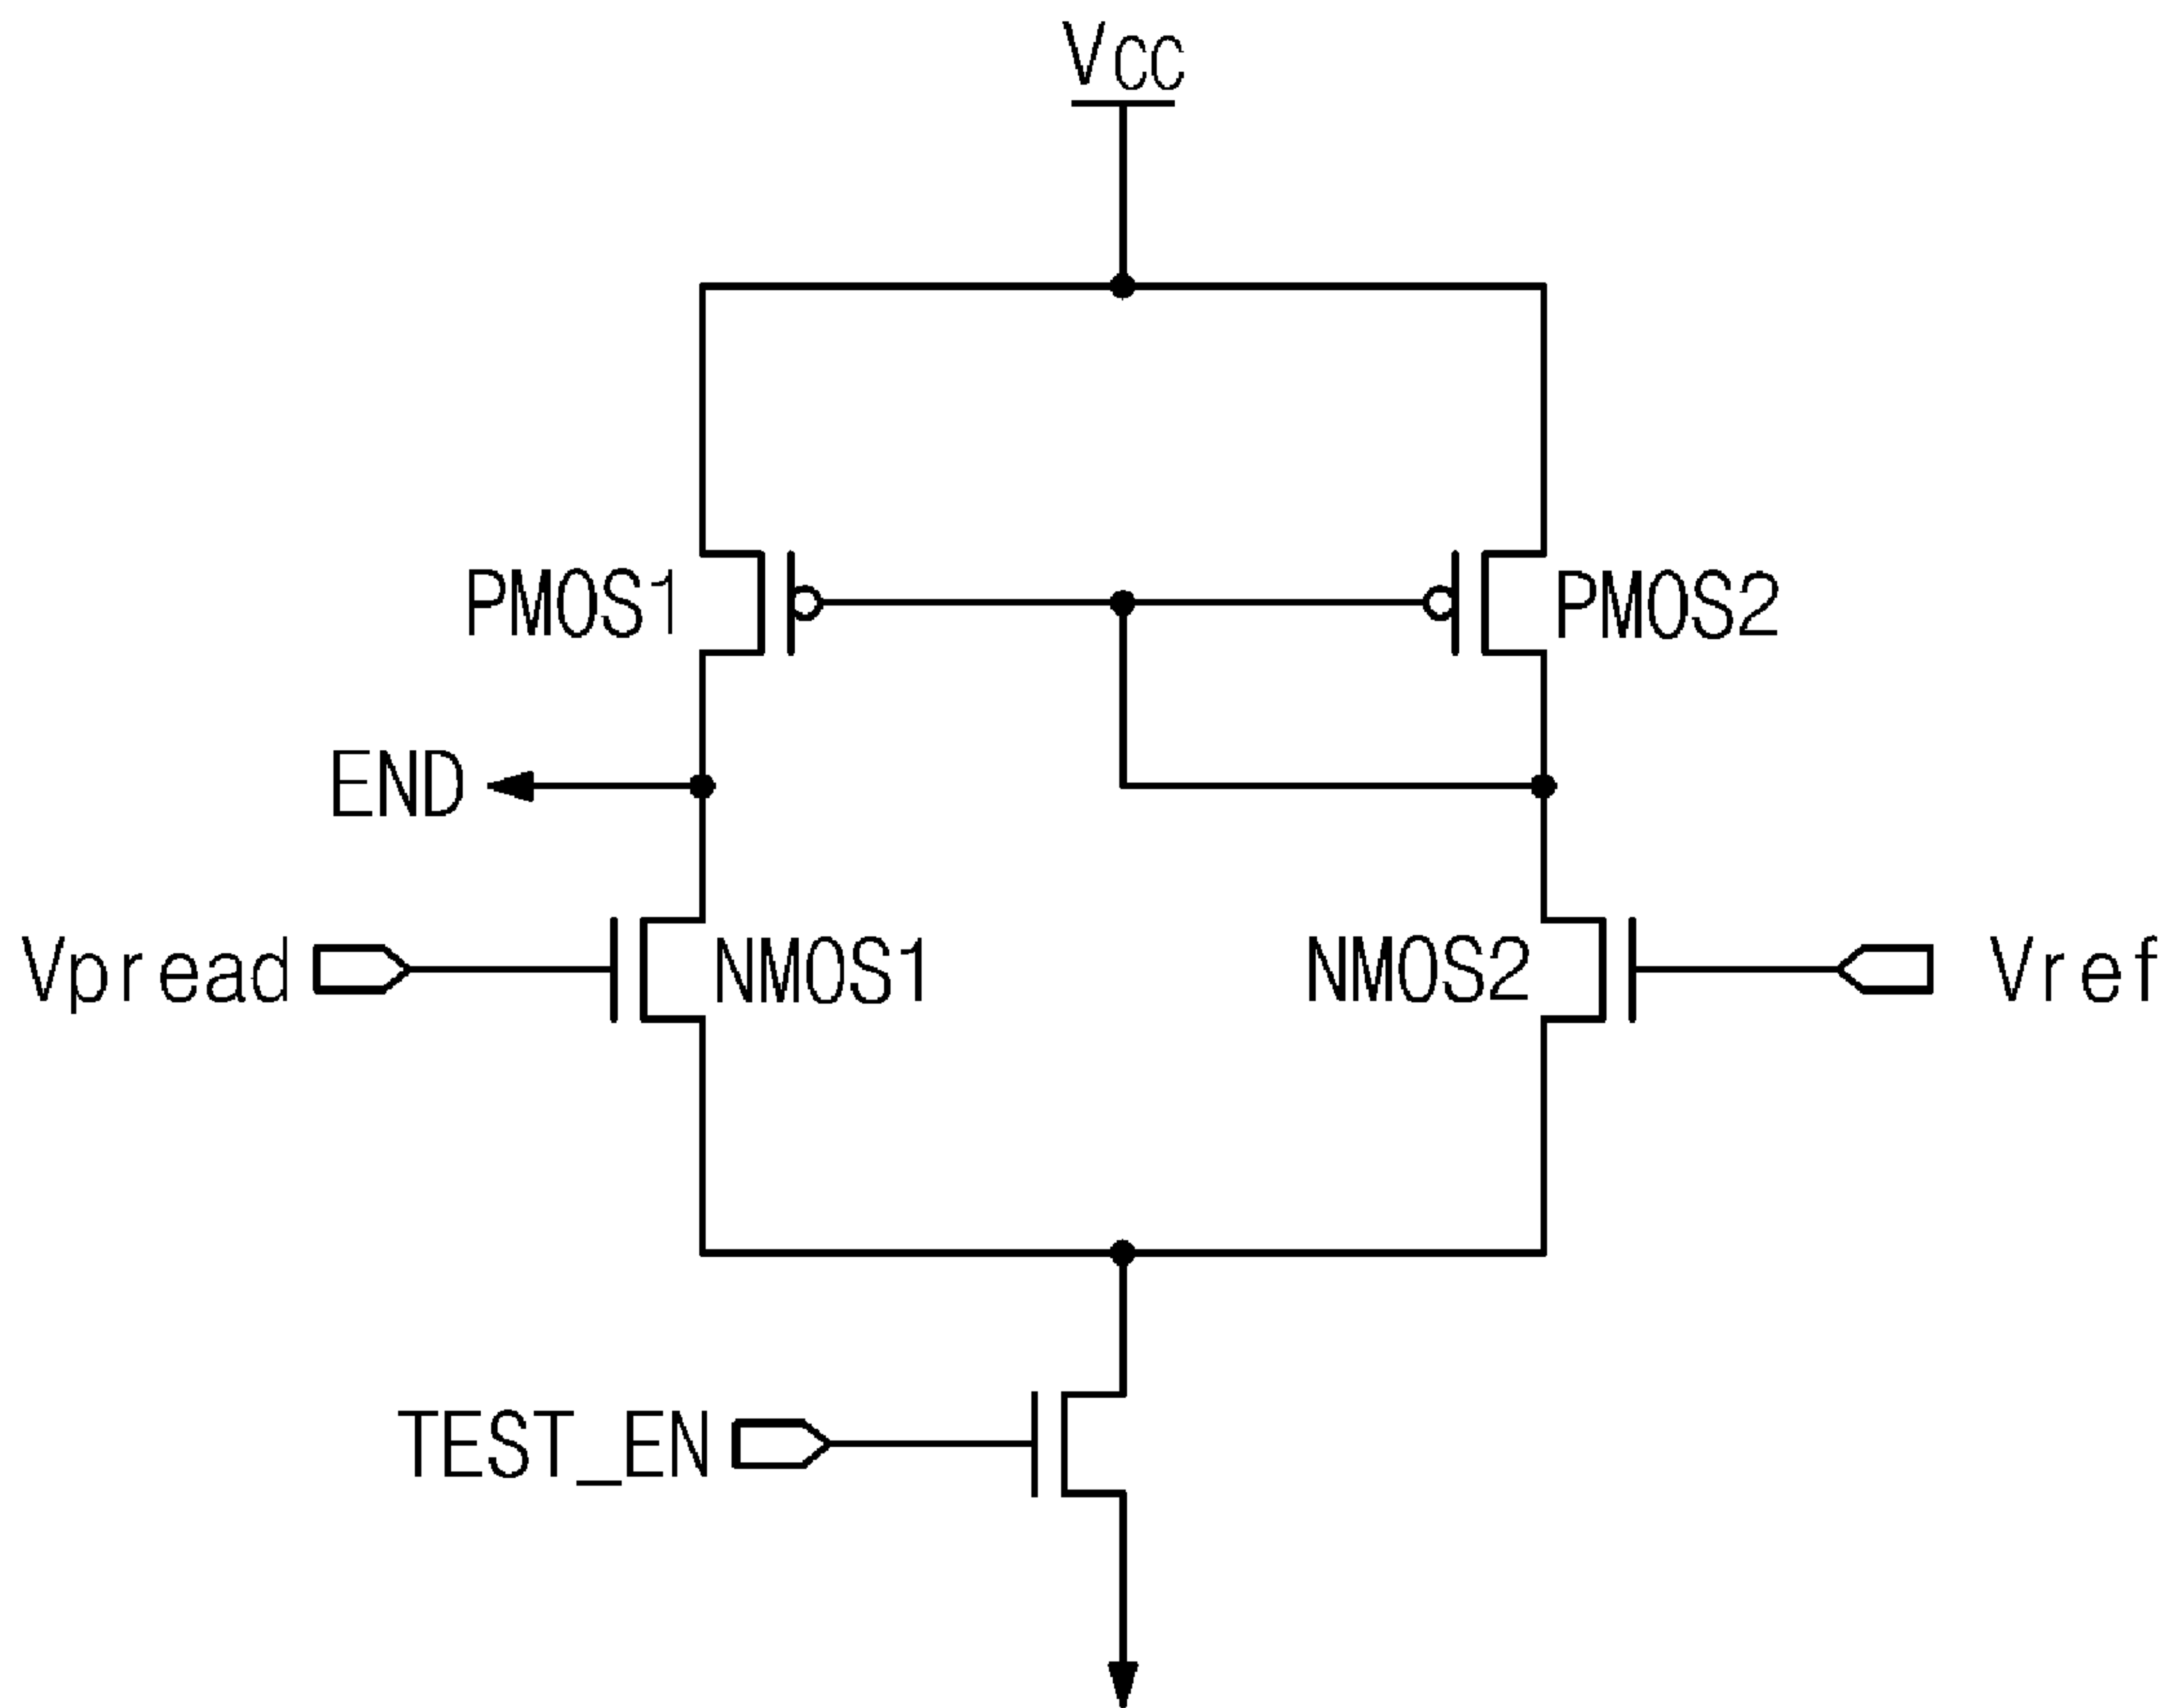 Vcc
PMOS1
PMOS2
END
Vpread
NMOS1
NMOS2
Vref
TEST_EN